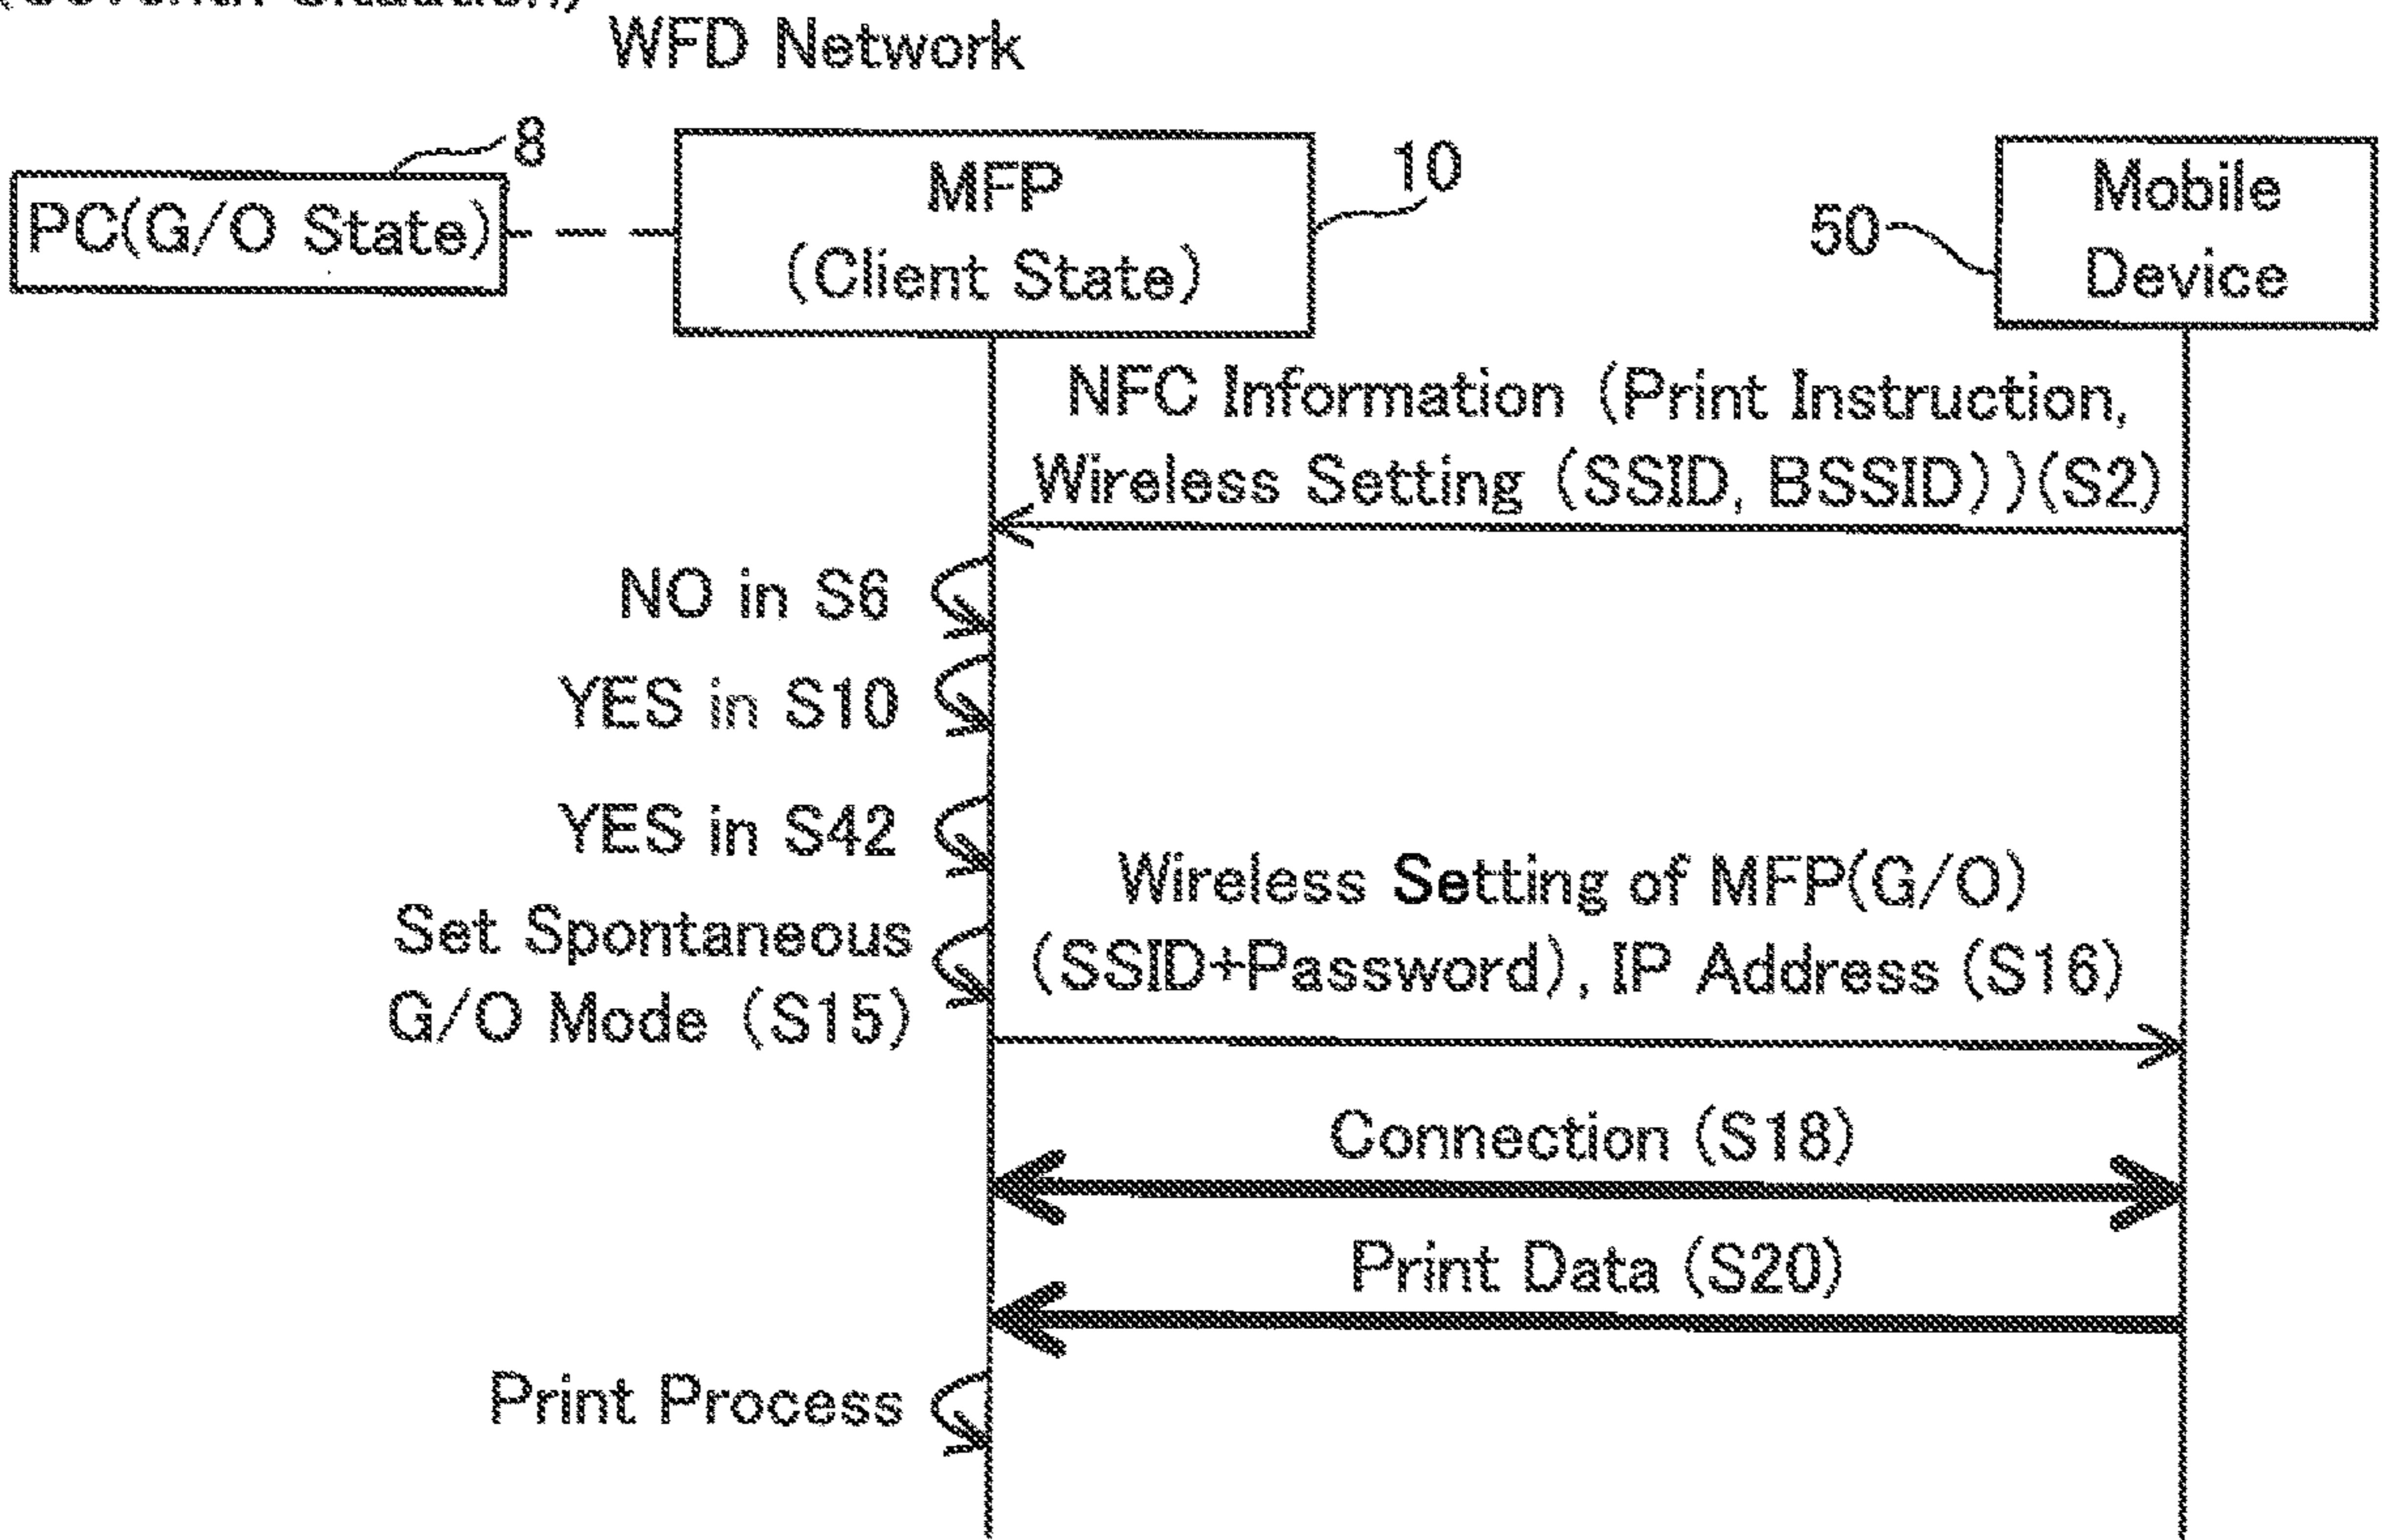 WFD Network
8
PC(G/O State)
MFP
(Client State)
10
50
Mobile
Device
NFC Information (Print Instruction,
Wireless Setting (SSID, BSSID))(S2)
NO in S6
YES in S10
YES in S42
Set Spontaneous
G/O Mode (S15)
Wireless Setting of MFP(G/O)
(SSID+Password), IP Address (S16)
Connection (S18)
Print Data (S20)
Print Process